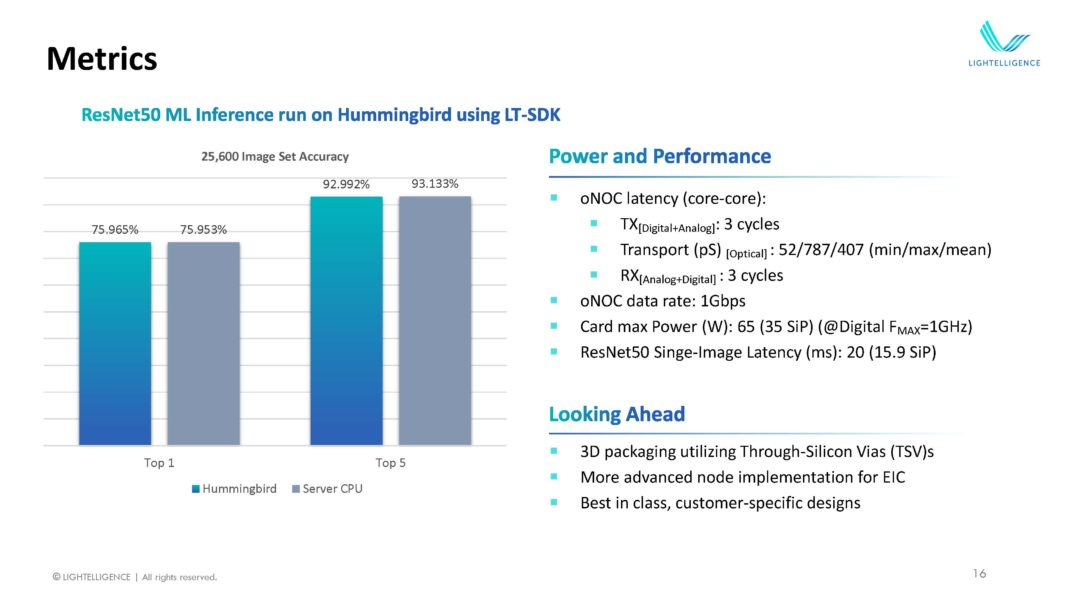 Metrics
LIGHTELLIGENCE
ResNet50 ML Inference run on Hummingbird using LT-SDK
25,600 Image Set Accuracy
92.992%
93.133%
75.965%
75.953%
Top 1
Top 5
Hummingbird
Server CPU
Power and Performance
oNOC latency (core-core):
TX[Digital+Analog]: 3 cycles
Transport (pS) [Optical] : 52/787/407 (min/max/mean)
RX[Analog+Digital] : 3 cycles
oNOC data rate: 1Gbps
Card max Power (W): 65 (35 SiP) (@Digital FMAX=1GHz)
ResNet50 Singe-Image Latency (ms): 20 (15.9 SiP)
Looking Ahead
3D packaging utilizing Through-Silicon Vias (TSV)s
More advanced node implementation for EIC
Best in class, customer-specific designs
© LIGHTELLIGENCE | All rights reserved.
16